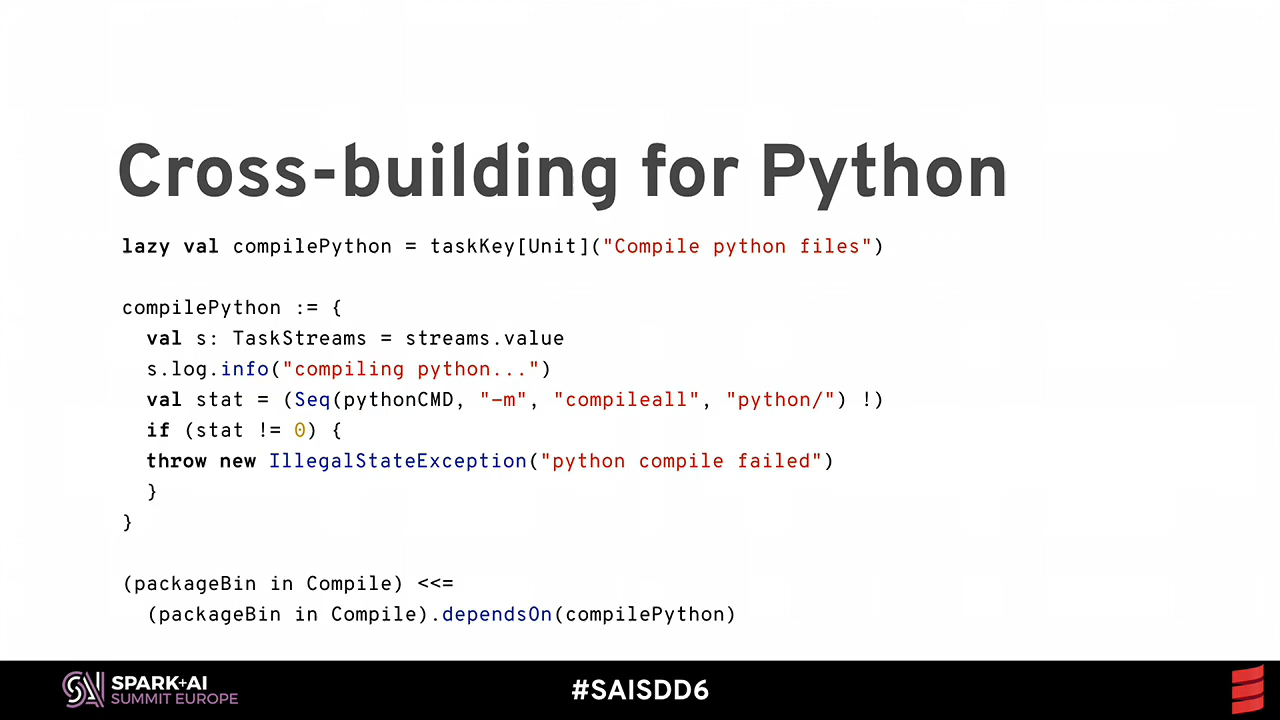 Cross-building for Python
lazy val compilePython = taskKey[Unit]("Compile python files")
compilePython := {
val s: TaskStreams = streams.value
s.log.info("compiling python...")
val stat = (Seq(pythonCMD, "-m", "compileall", "python/") !)
if (stat != 0) {
throw new IllegalStateException("python compile failed")
}
}
(packageBin in Compile) <<=
(packageBin in Compile).dependsOn(compilePython)
SPARK+AI
SUMMIT EUROPE
#SAISDD6